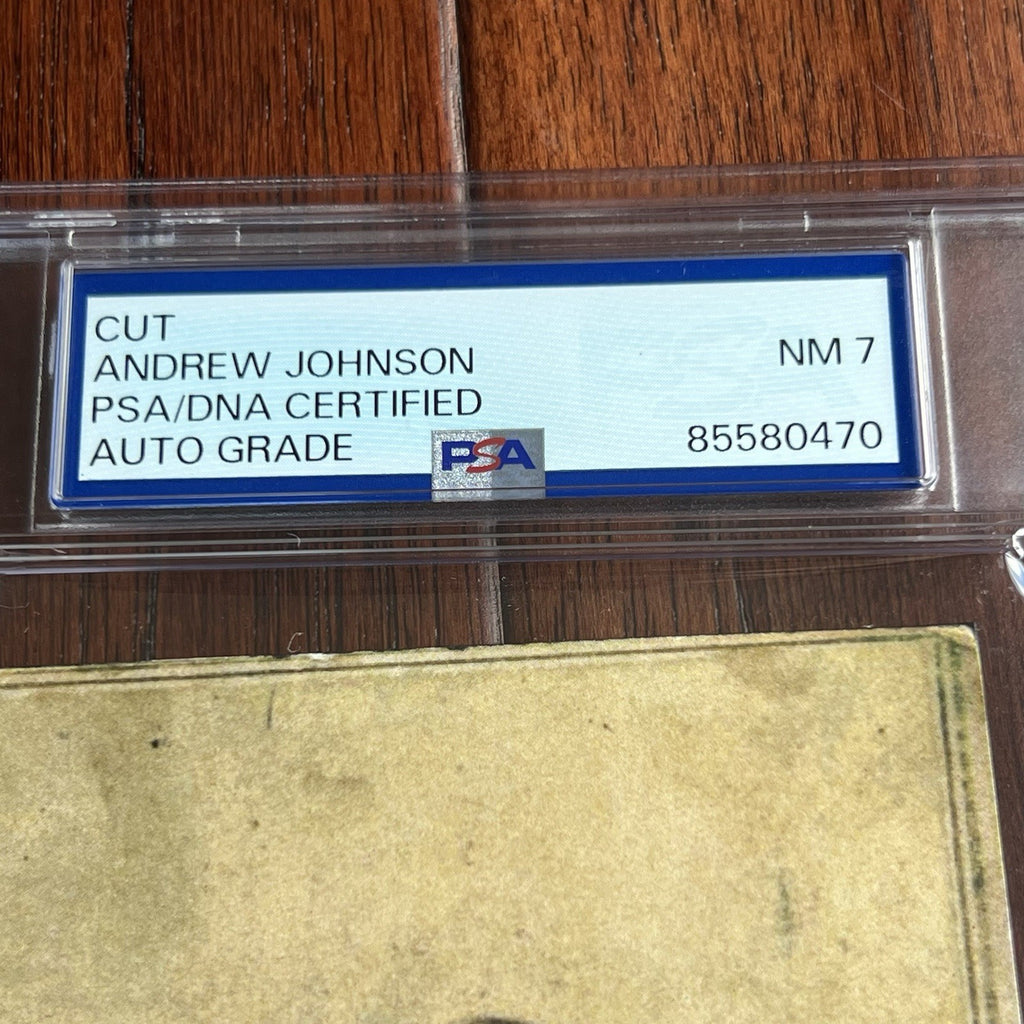 CUT
ANDREW JOHNSON
NM 7
PSA/DNA CERTIFIED
AUTO GRADE
PSA
85580470